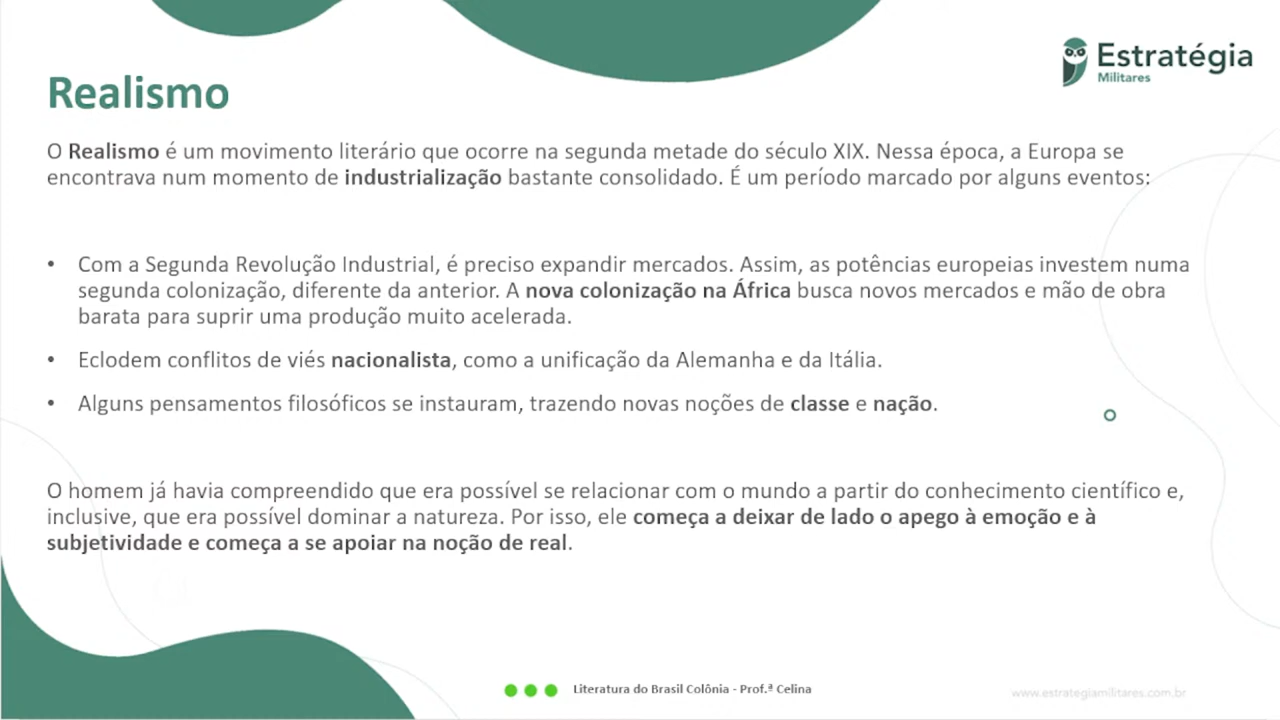 Estratégia
Militares
Realismo
O Realismo é um movimento literário que ocorre na segunda metade do século XIX. Nessa época, a Europa se
encontrava num momento de industrialização bastante consolidado. É um período marcado por alguns eventos:
• Com a Segunda Revolução Industrial, é preciso expandir mercados. Assim, as potências europeias investem numa
segunda colonização, diferente da anterior. A nova colonização na África busca novos mercados e mão de obra
barata para suprir uma produção muito acelerada.
• Eclodem conflitos de viés nacionalista, como a unificação da Alemanha e da Itália.
• Alguns pensamentos filosóficos se instauram, trazendo novas noções de classe e nação.
O homem já havia compreendido que era possível se relacionar com o mundo a partir do conhecimento científico e,
inclusive, que era possível dominar a natureza. Por isso, ele começa a deixar de lado o apego à emoção e à
subjetividade e começa a se apoiar na noção de real.
Literatura do Brasil Colônia - Prof.ª Celina
www.estrategiamilitares.com.br